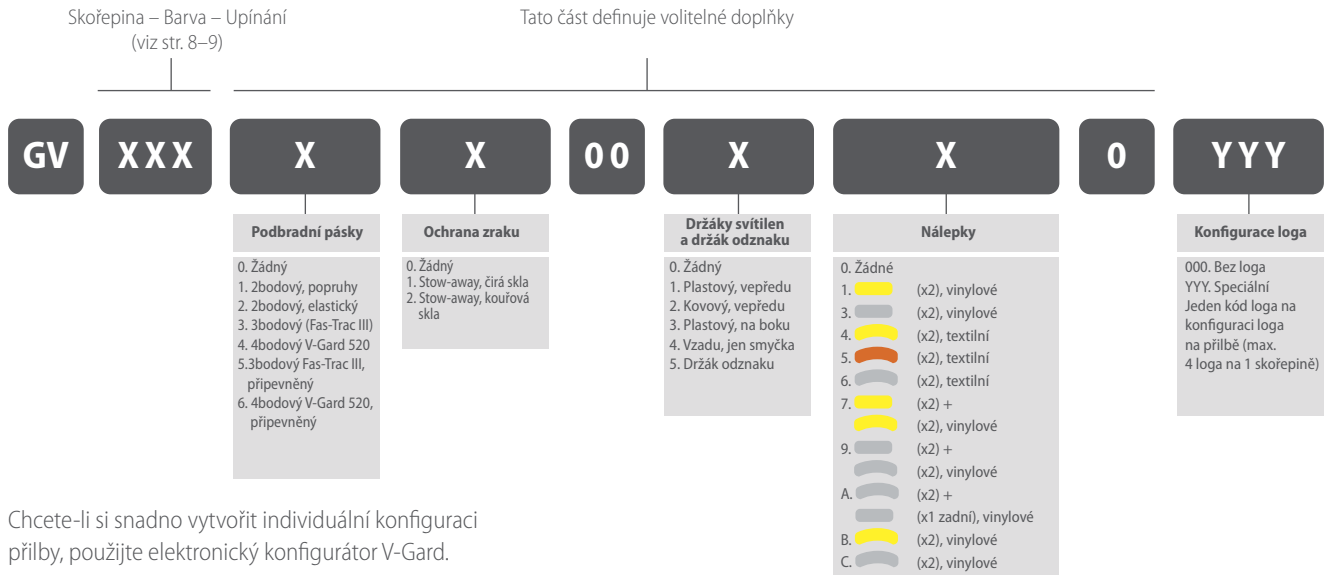 Skořepina – Barva – Upínání
(viz str. 8–9)
Tato část definuje volitelné doplňky
GV
XXX
X
X
00
X
X
0
YYY
Podbradní pásky
0. Žádný
1. 2bodový, popruhy
2. 2bodový, elastický
3. 3bodový (Fas-Trac III)
4. 4bodový V-Gard 520
5.3bodový Fas-Trac III,
připevněný
6. 4bodový V-Gard 520,
připevněný
Ochrana zraku
0. Žádný
1. Stow-away, čirá skla
2. Stow-away, kouřová
skla
Držáky svítilen
a držák odznaku
0. Žádný
1. Plastový, vepředu
2. Kovový, vepředu
3. Plastový, na boku
4. Vzadu, jen smyčka
5. Držák odznaku
Nálepky
0. Žádné
1. (x2), vinylové
3. (x2), vinylové
4. (x2), textilní
5. (x2), textilní
6. (x2), textilní
7. (x2) +
(x2), vinylové
9. (x2) +
(x2), vinylové
A. (x2) +
(x1 zadní), vinylové
B. (x2), vinylové
C. (x2), vinylové
Konfigurace loga
000. Bez loga
YYY. Speciální
Jeden kód loga na
konfiguraci loga
na přilbě (max.
4 loga na 1 skořepině)
Chcete-li si snadno vytvořit individuální konfiguraci
přilby, použijte elektronický konfigurátor V-Gard.